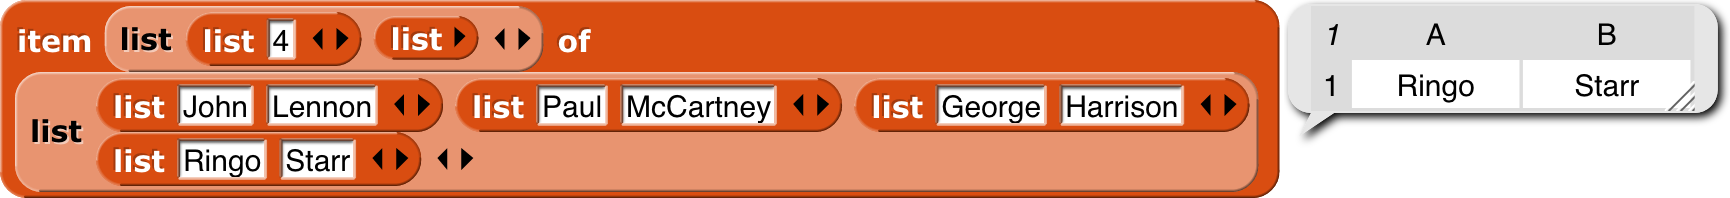 item list list 4 list of
list list John Lennon list Paul McCartney list George Harrison
list Ringo Starr
1 A B
1 Ringo Starr